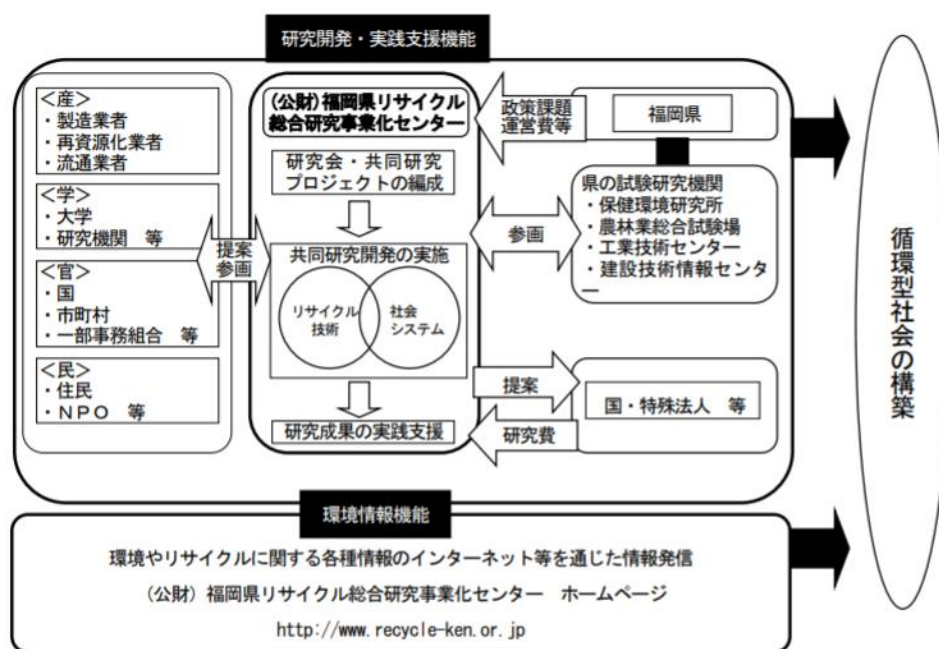 研究開発・実践支援機能
＜産＞
・製造業者
・再資源化業者
・流通業者
＜学＞
・大学
・研究機関　等
＜官＞
・国
・市町村
・一部事務組合　等
＜民＞
・住民
・ＮＰＯ　等
提案
参画
(公財)福岡県リサイクル
総合研究事業化センター
研究会・共同研究
プロジェクトの編成
共同研究開発の実施
リサイクル
技術
社会
システム
研究成果の実践支援
政策課題
運営費等
福岡県
参画
県の試験研究機関
・保健環境研究所
・農林業総合試験場
・工業技術センター
・建設技術情報センタ
ー
提案
研究費
国・特殊法人　等
循環型社会の構築
環境情報機能
環境やリサイクルに関する各種情報のインターネット等を通じた情報発信
（公財）福岡県リサイクル総合研究事業化センター　ホームページ
http://www.recycle-ken.or.jp